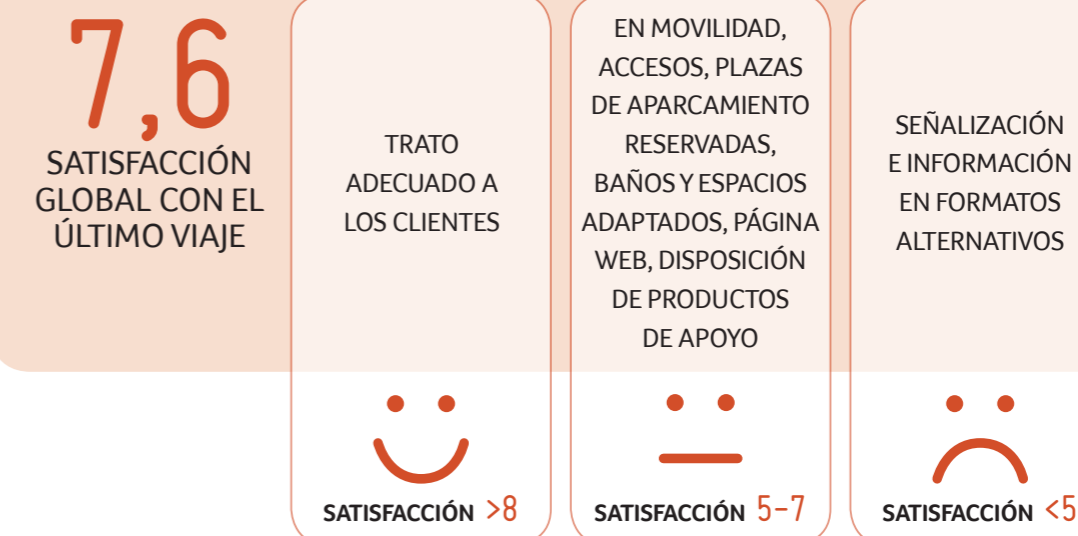 7,6
SATISFACCIÓN
GLOBAL CON EL
ÚLTIMO VIAJE
TRATO
ADECUADO A
LOS CLIENTES
SATISFACCIÓN >8
EN MOVILIDAD,
ACCESOS, PLAZAS
DE APARCAMIENTO
RESERVADAS,
BAÑOS Y ESPACIOS
ADAPTADOS, PÁGINA
WEB, DISPOSICIÓN
DE PRODUCTOS
DE APOYO
SATISFACCIÓN 5-7
SEÑALIZACIÓN
E INFORMACIÓN
EN FORMATOS
ALTERNATIVOS
SATISFACCIÓN <5